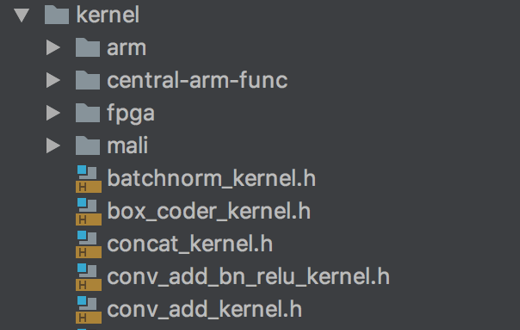 kernel
arm
central-arm-func
fpga
mali
H batchnorm_kernel.h
H box_coder_kernel.h
H concat_kernel.h
H conv_add_bn_relu_kernel.h
H conv_add_kernel.h